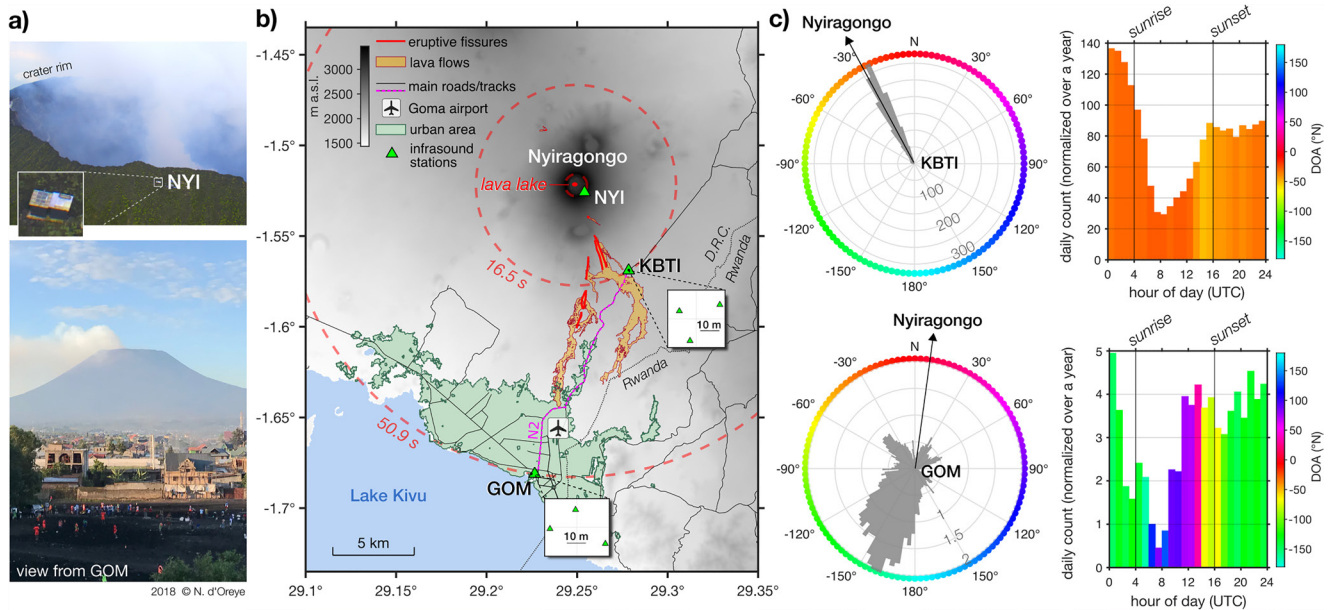 a)
crater rim
NYI
view from GOM
2018 © N. d'Oreye
b)
-1.45
-1.5
-1.55
-1.6
-1.65
-1.7
29.1
29.15
29.2
29.25
29.3
29.35
m a.s.l.
3000
2500
2000
1500
eruptive fissures
lava flows
main roads/tracks
Goma airport
urban area
infrasound
stations
Nyiragongo
lava lake
NYI
16.5 s
KBTI
D.R.C.
Rwanda
10 m
Rwanda
50.9 s
N2
GOM
Lake Kivu
10 m
5 km
c)
Nyiragongo
N
-30°
30°
-60°
60°
-90°
90°
-120°
120°
-150°
150°
180°
KBTI
100
200
300
sunrise
sunset
daily count (normalized over a year)
140
120
100
80
60
40
20
0
0
4
8
12
16
20
24
hour of day (UTC)
150
100
50
0
-50
-100
-150
DOA (°N)
Nyiragongo
N
-30°
30°
-60°
60°
-90°
90°
-120°
120°
-150°
150°
180°
GOM
1
1.5
2
sunrise
sunset
daily count (normalized over a year)
5
4
3
2
1
0
0
4
8
12
16
20
24
hour of day (UTC)
150
100
50
0
-50
-100
-150
DOA (°N)